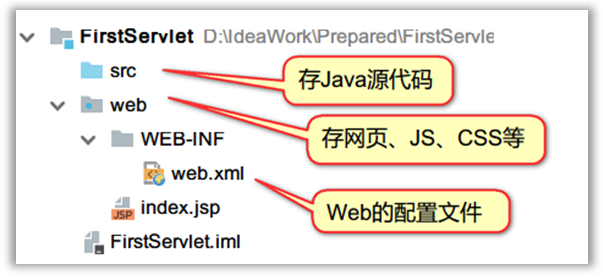 FirstServlet D:\IdeaWork\Prepared\FirstServle
src
存Java源代码
web
存网页、JS、CSS等
WEB-INF
web.xml
Web的配置文件
JSP
index.jsp
FirstServlet.iml